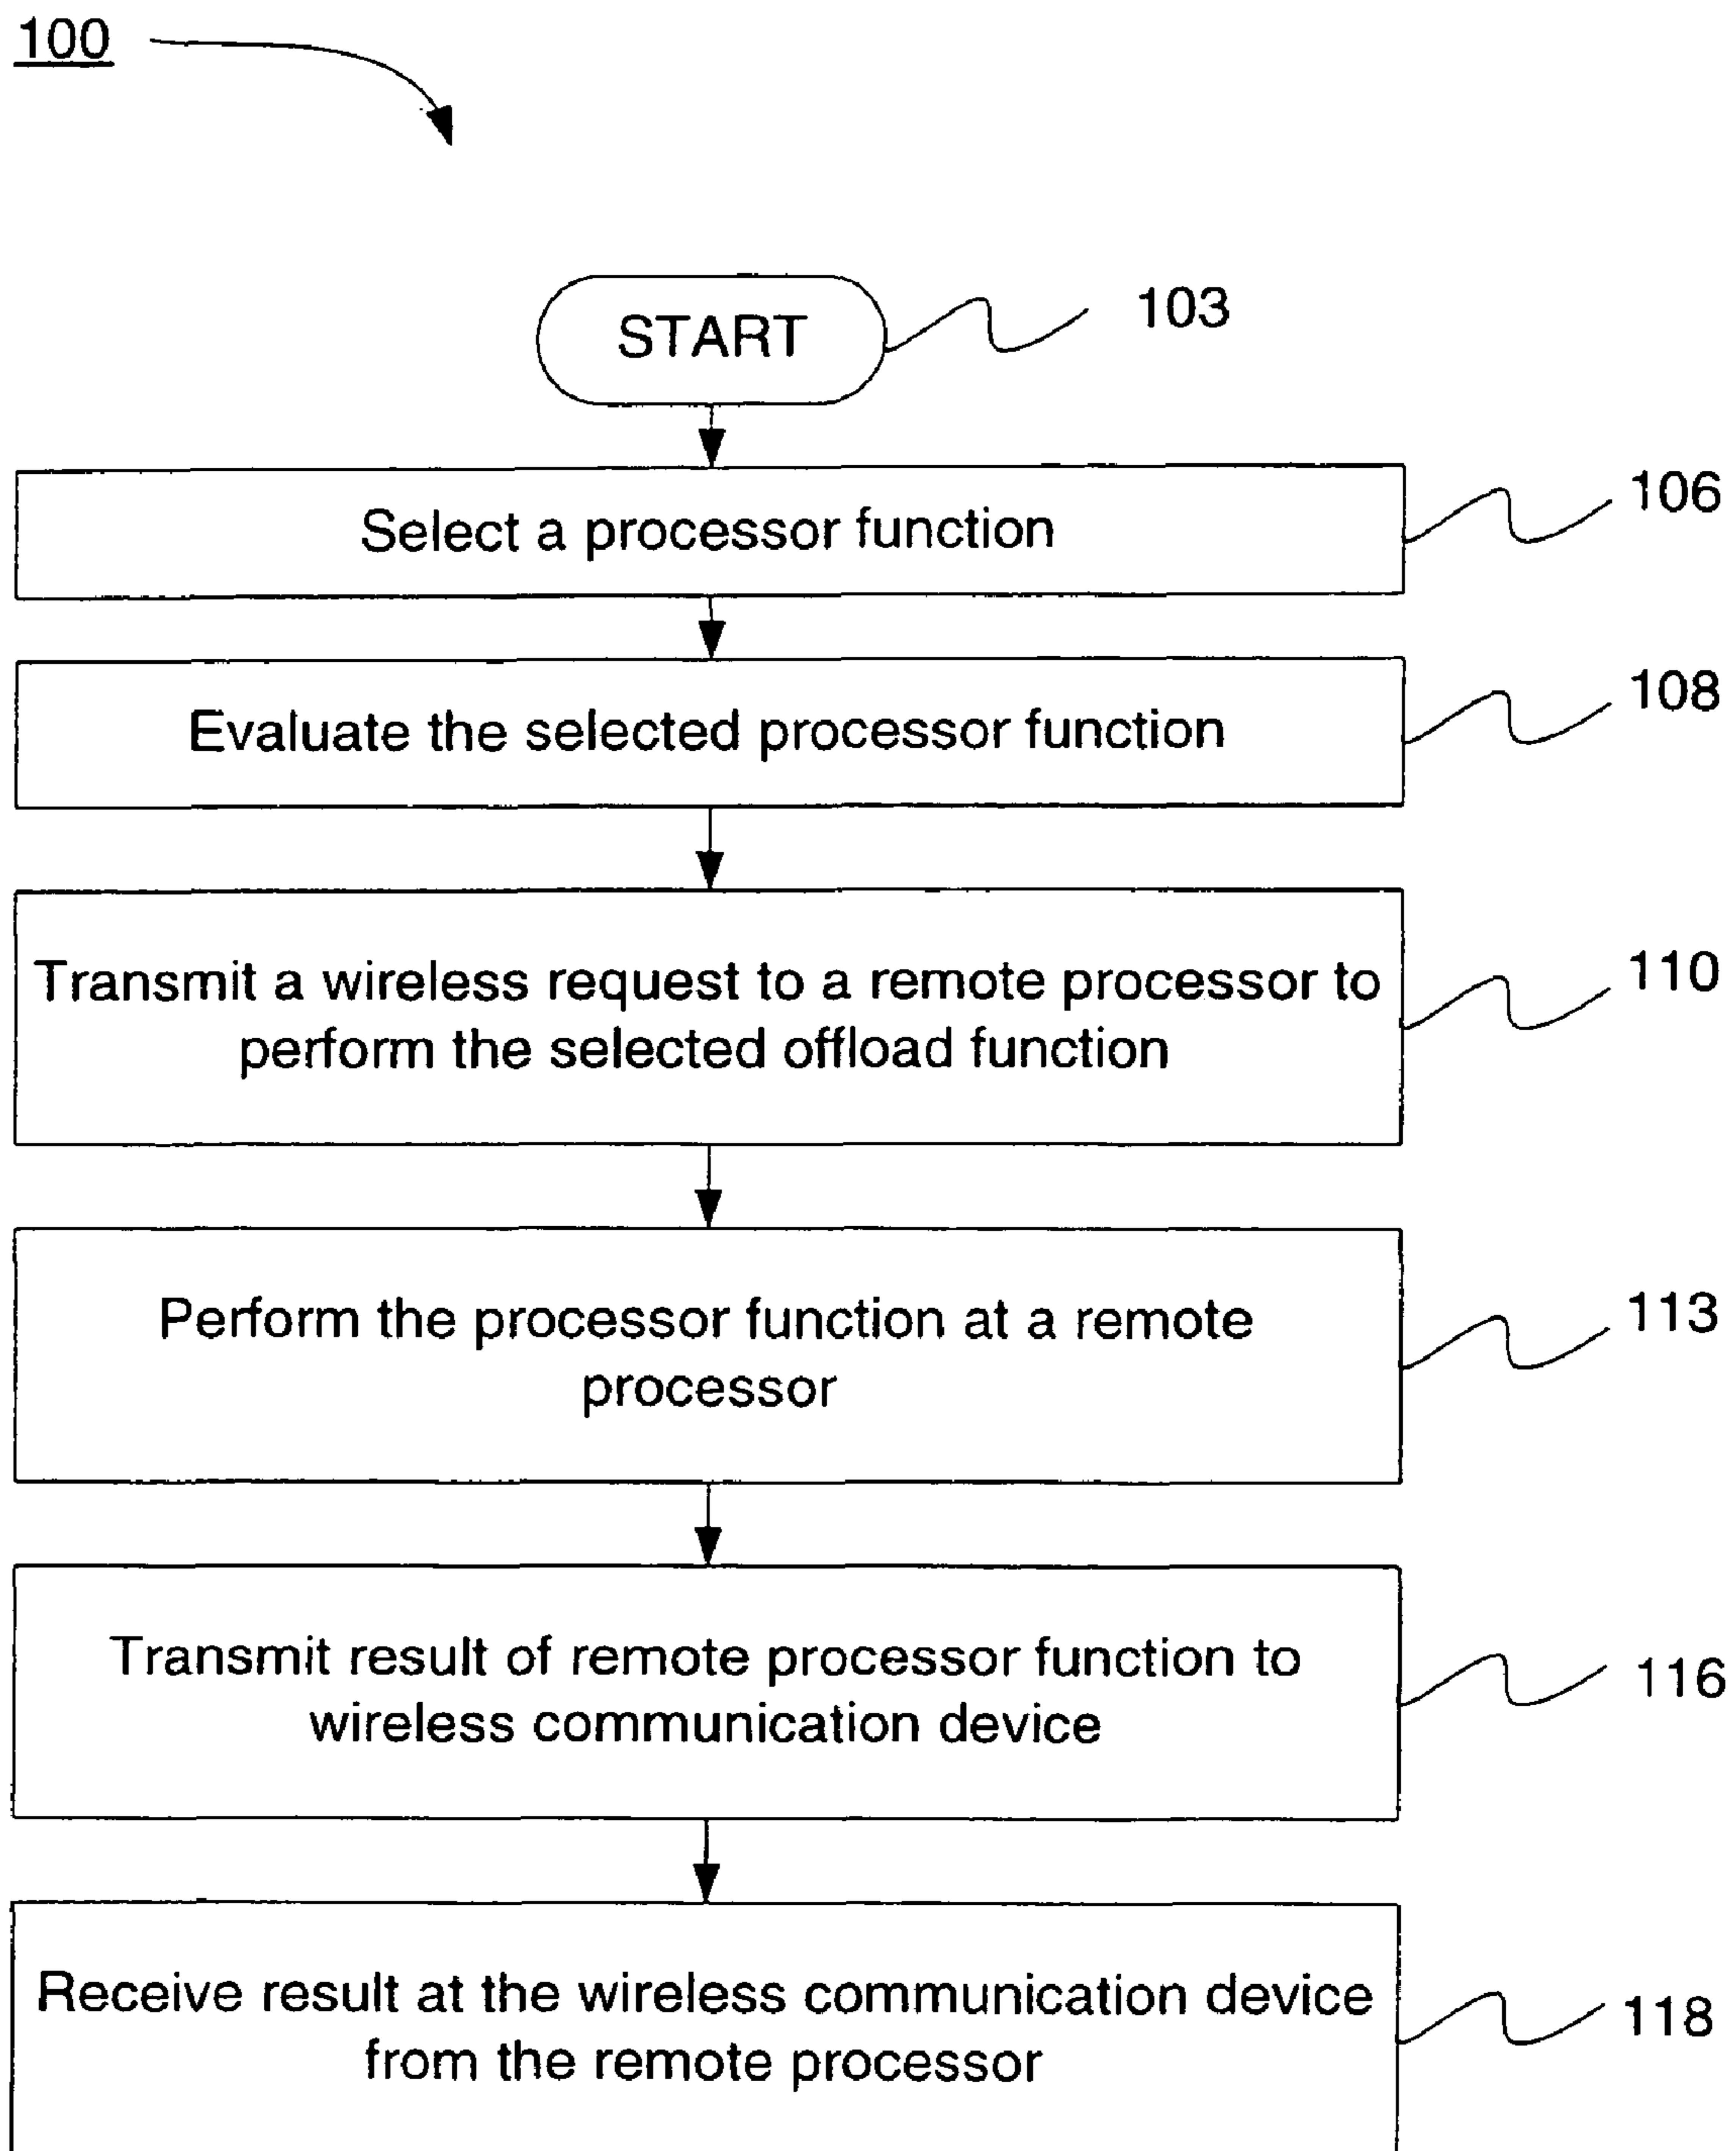 100
START
103
Select a processor function
106
Evaluate the selected processor function
108
Transmit a wireless request to a remote processor to
perform the selected offload function
110
Perform the processor function at a remote
processor
113
Transmit result of remote processor function to
wireless communication device
116
Receive result at the wireless communication device
from the remote processor
118